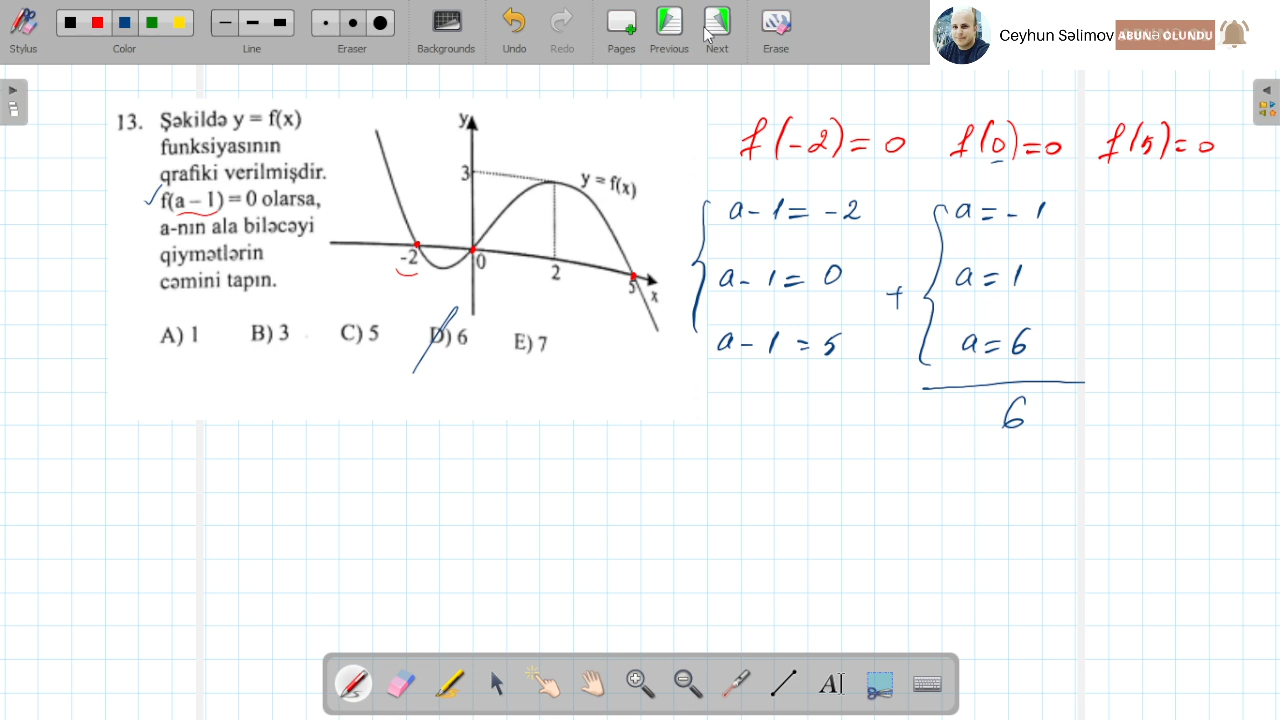 Stylus
Color
Line
Eraser
Backgrounds
Undo
Redo
Pages
Previous
Next
Erase
Ceyhun Səlimov
ABUNƏ OLUNDU
13. Şəkildə y = f(x)
funksiyasının
qrafiki verilmişdir.
f(a – 1) = 0 olarsa,
a-nın ala biləcəyi
qiymətlərin
cəmini tapın.
y
3
y = f(x)
-2
0
2
5
x
A) 1 B) 3 C) 5 D) 6 E) 7
f(-2) = 0 f(0) = 0 f(5) = 0
a - 1 = -2
a - 1 = 0
a - 1 = 5
+
a = -1
a = 1
a = 6
6